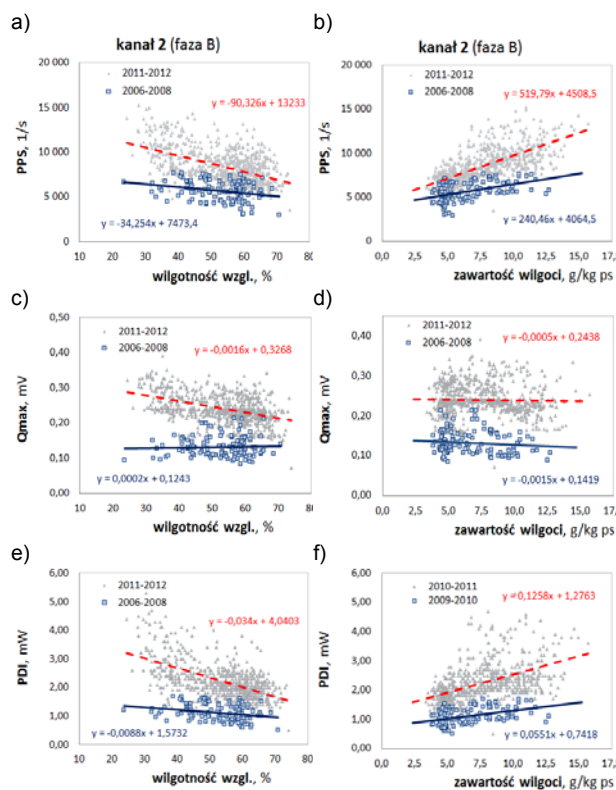 a)
kanał 2 (faza B)
20 000
15 000
10 000
5 000
0
PPS, 1/s
2011-2012
2006-2008
y = -90,326x + 13233
y = -34,254x + 7473,4
10 20 30 40 50 60 70 80
wilgotność wzgl., %
b)
kanał 2 (faza B)
20 000
15 000
10 000
5 000
0
PPS, 1/s
2011-2012
2006-2008
y = 519,79x + 4508,5
y = 240,46x + 4064,5
0,0 2,5 5,0 7,5 10,0 12,5 15,0 17,
zawartość wilgoci, g/kg ps
c)
0,50
0,40
0,30
0,20
0,10
0,00
Qmax, mV
2011-2012
2006-2008
y = -0,0016x + 0,3268
y = 0,0002x + 0,1243
10 20 30 40 50 60 70 80
wilgotność wzgl., %
d)
0,40
0,30
0,20
0,10
0,00
Qmax, mV
2011-2012
2006-2008
y = -0,0005x + 0,2438
y = -0,0015x + 0,1419
0,0 2,5 5,0 7,5 10,0 12,5 15,0 17,
zawartość wilgoci, g/kg ps
e)
6,00
5,00
4,00
3,00
2,00
1,00
0,00
PDI, mW
2011-2012
2006-2008
y = -0,034x + 4,0403
y = -0,0088x + 1,5732
10 20 30 40 50 60 70 80
wilgotność wzgl., %
f)
6,00
5,00
4,00
3,00
2,00
1,00
0,00
PDI, mW
2010-2011
2009-2010
y = 0,1258x + 1,2763
y = 0,0551x + 0,7418
0,0 2,5 5,0 7,5 10,0 12,5 15,0 17,
zawartość wilgoci, g/kg ps